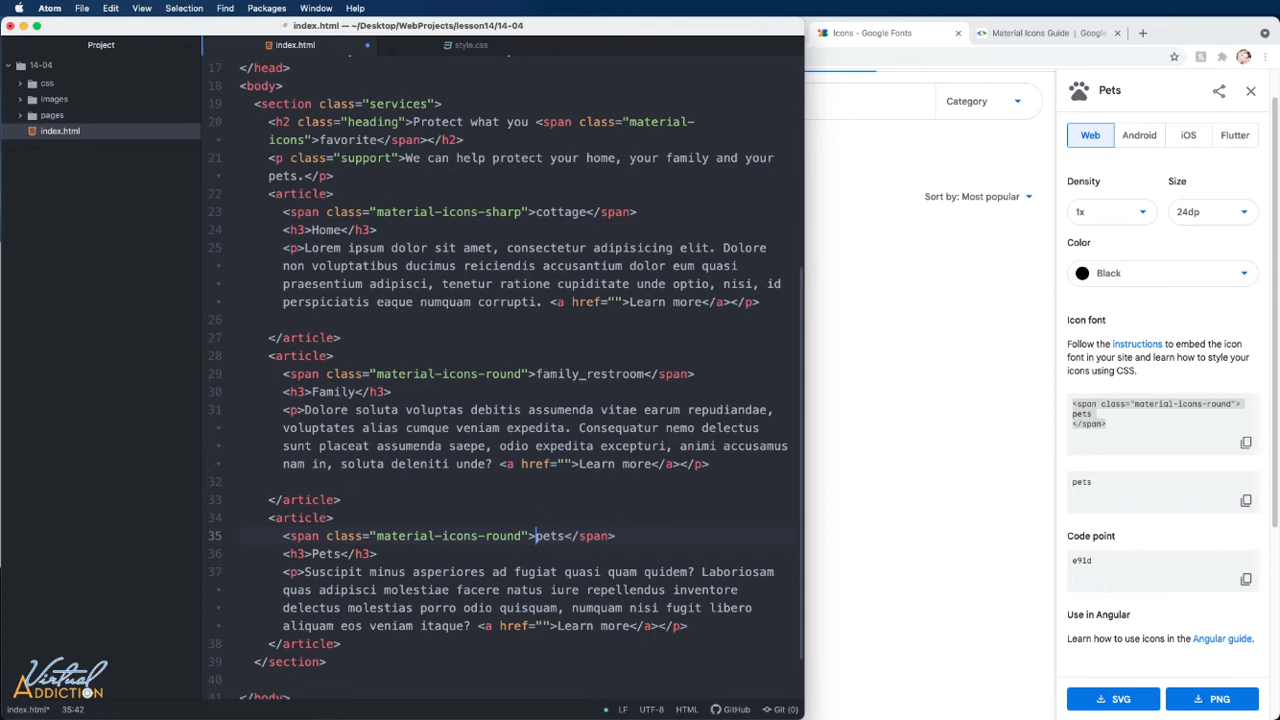 Atom File Edit View Selection Find Packages Window Help
index.html — ~/Desktop/WebProjects/lesson14/14-04
Project
index.html
style.css
14-04
css
images
pages
index.html
17 </head>
18 <body>
19 <section class="services">
20 <h2 class="heading">Protect what you <span class="material-
icons">favorite</span></h2>
21 <p class="support">We can help protect your home, your family and your
pets.</p>
22 <article>
23 <span class="material-icons-sharp">cottage</span>
24 <h3>Home</h3>
25 <p>Lorem ipsum dolor sit amet, consectetur adipisicing elit. Dolore
non voluptatibus ducimus reiciendis accusantium dolor eum quasi
praesentium adipisci, tenetur ratione cupiditate unde optio, nisi, id
perspiciatis eaque numquam corrupti. <a href="">Learn more</a></p>
26
27 </article>
28 <article>
29 <span class="material-icons-round">family_restroom</span>
30 <h3>Family</h3>
31 <p>Dolore soluta voluptas debitis assumenda vitae earum repudiandae,
voluptates alias cumque veniam expedita. Consequatur nemo delectus
sunt placeat assumenda saepe, odio expedita excepturi, animi accusamus
nam in, soluta deleniti unde? <a href="">Learn more</a></p>
32
33 </article>
34 <article>
35 <span class="material-icons-round">pets</span>
36 <h3>Pets</h3>
37 <p>Suscipit minus asperiores ad fugiat quasi quam quidem? Laboriosam
quas adipisci molestiae facere natus iure repellendus inventore
delectus molestias porro odio quisquam, numquam nisi fugit libero
aliquam eos veniam itaque? <a href="">Learn more</a></p>
38 </article>
39 </section>
40
41 </body>
Virtual
ADDICTION
index.html* 35:42
LF UTF-8 HTML GitHub Git (0)
Icons - Google Fonts
Material Icons Guide | Google
Category
Sort by: Most popular
Pets
Web Android iOS Flutter
Density Size
1x 24dp
Color
Black
Icon font
Follow the instructions to embed the icon
font in your site and learn how to style your
icons using CSS.
<span class="material-icons-round">
pets
</span>
pets
Code point
e91d
Use in Angular
Learn how to use icons in the Angular guide.
SVG PNG